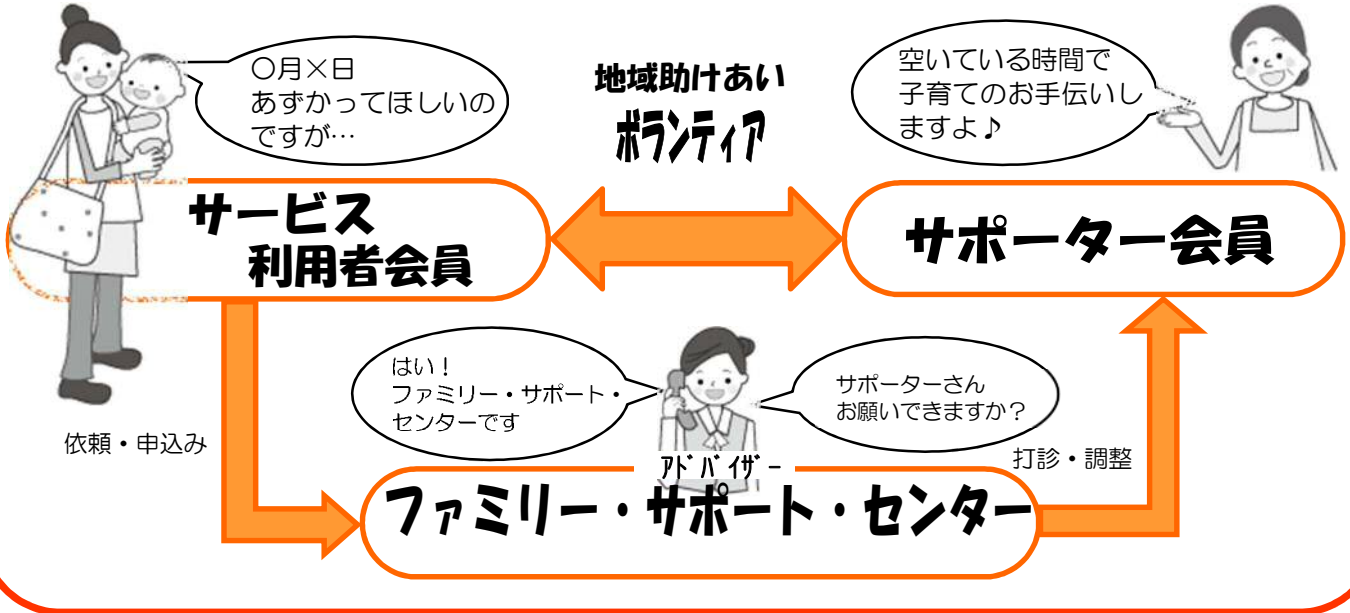 〇月×日
あずかってほしいの
ですが…
地域助けあい
ボランティア
空いている時間で
子育てのお手伝いし
ますよ♪
サービス
利用者会員
サポーター会員
はい！
ファミリー・サポート・
センターです
サポーターさん
お願いできますか？
依頼・申込み
打診・調整
アドバイザー
ファミリー・サポート・センター